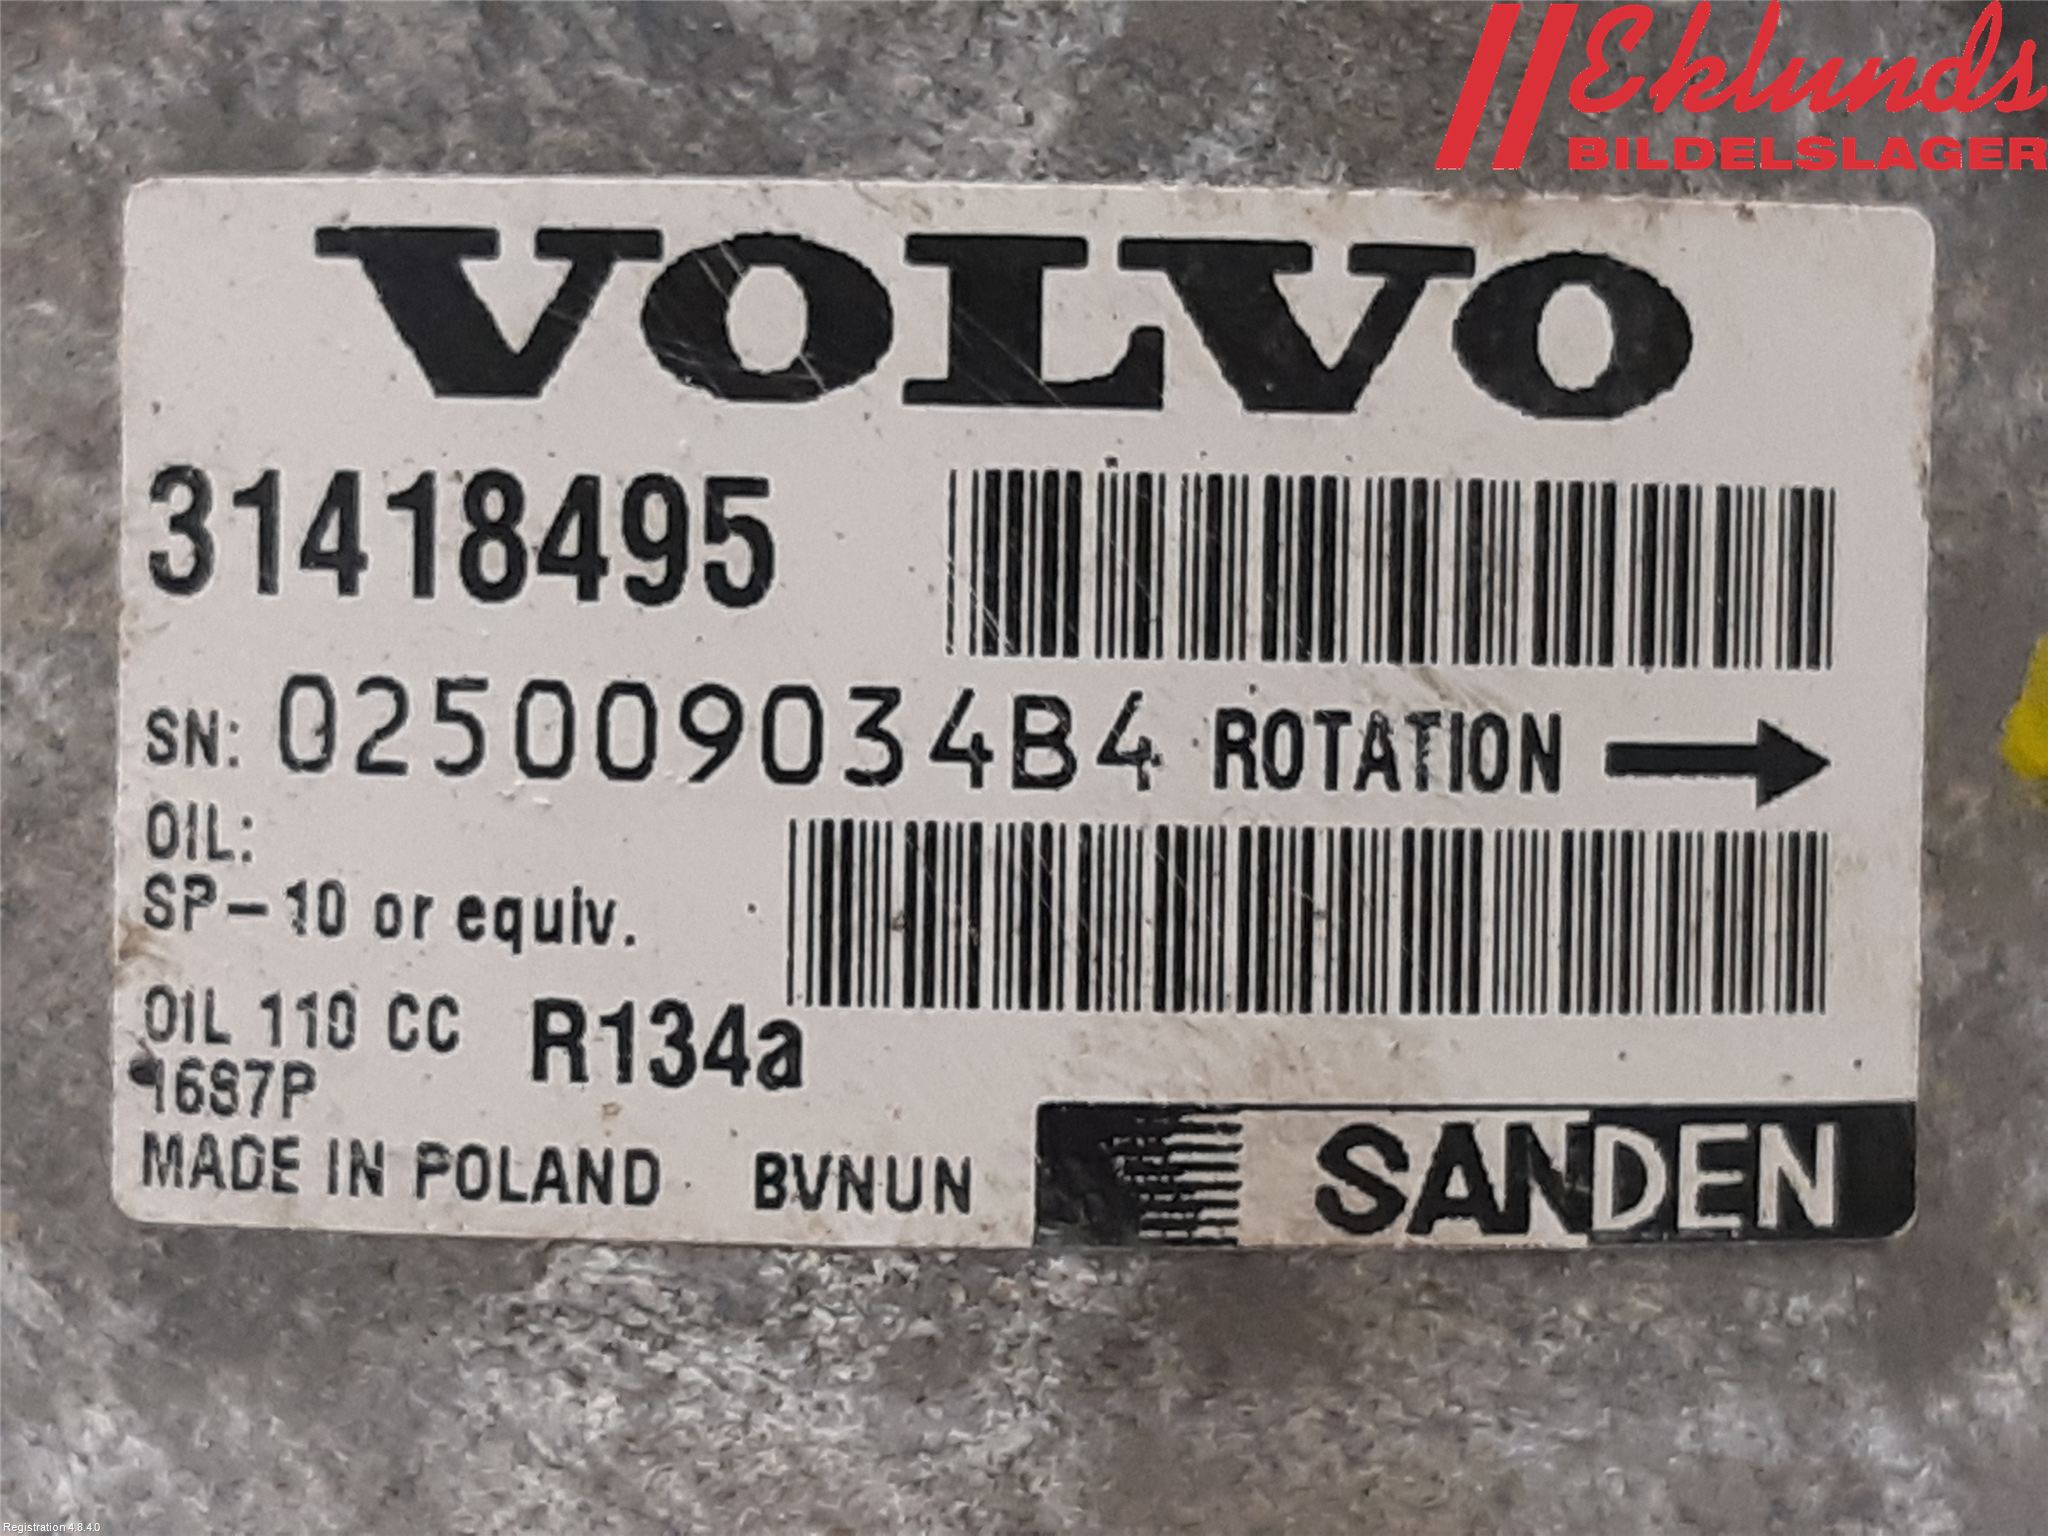 Eklunds
BILDELSLAGER
VOLVO
31418495
SN: 025009034B4 ROTATION
OIL:
SP-10 or equiv.
OIL 110 CC R134a
16S7P
MADE IN POLAND BVNUN
SANDEN
Registration 4.8.4.0